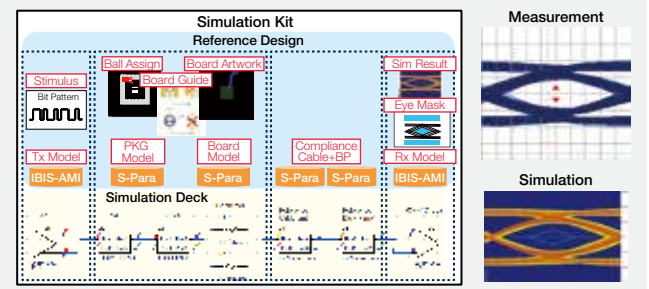 Simulation Kit
Reference Design
Stimulus
Bit Pattern
Tx Model
IBIS-AMI
Ball Assign
Board Artwork
Board Guide
PKG
Model
S-Para
Board
Model
S-Para
Compliance
Cable+BP
S-Para
S-Para
Sim Result
Eye Mask
Rx Model
IBIS-AMI
Simulation Deck
Measurement
Simulation